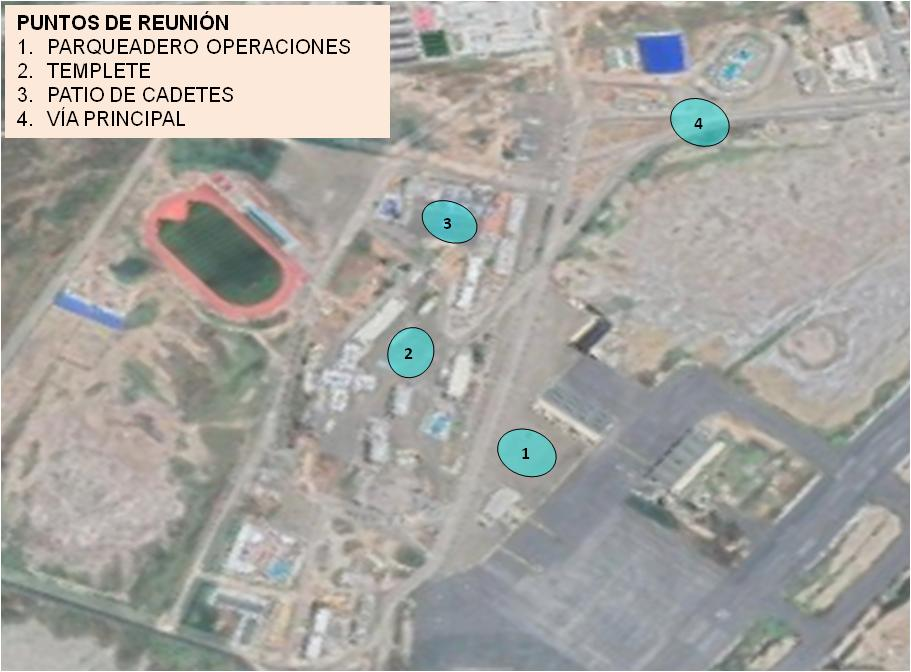 PUNTOS DE REUNIÓN
1. PARQUEADERO OPERACIONES
2. TEMPLETE
3. PATIO DE CADETES
4. VÍA PRINCIPAL
4
3
2
1